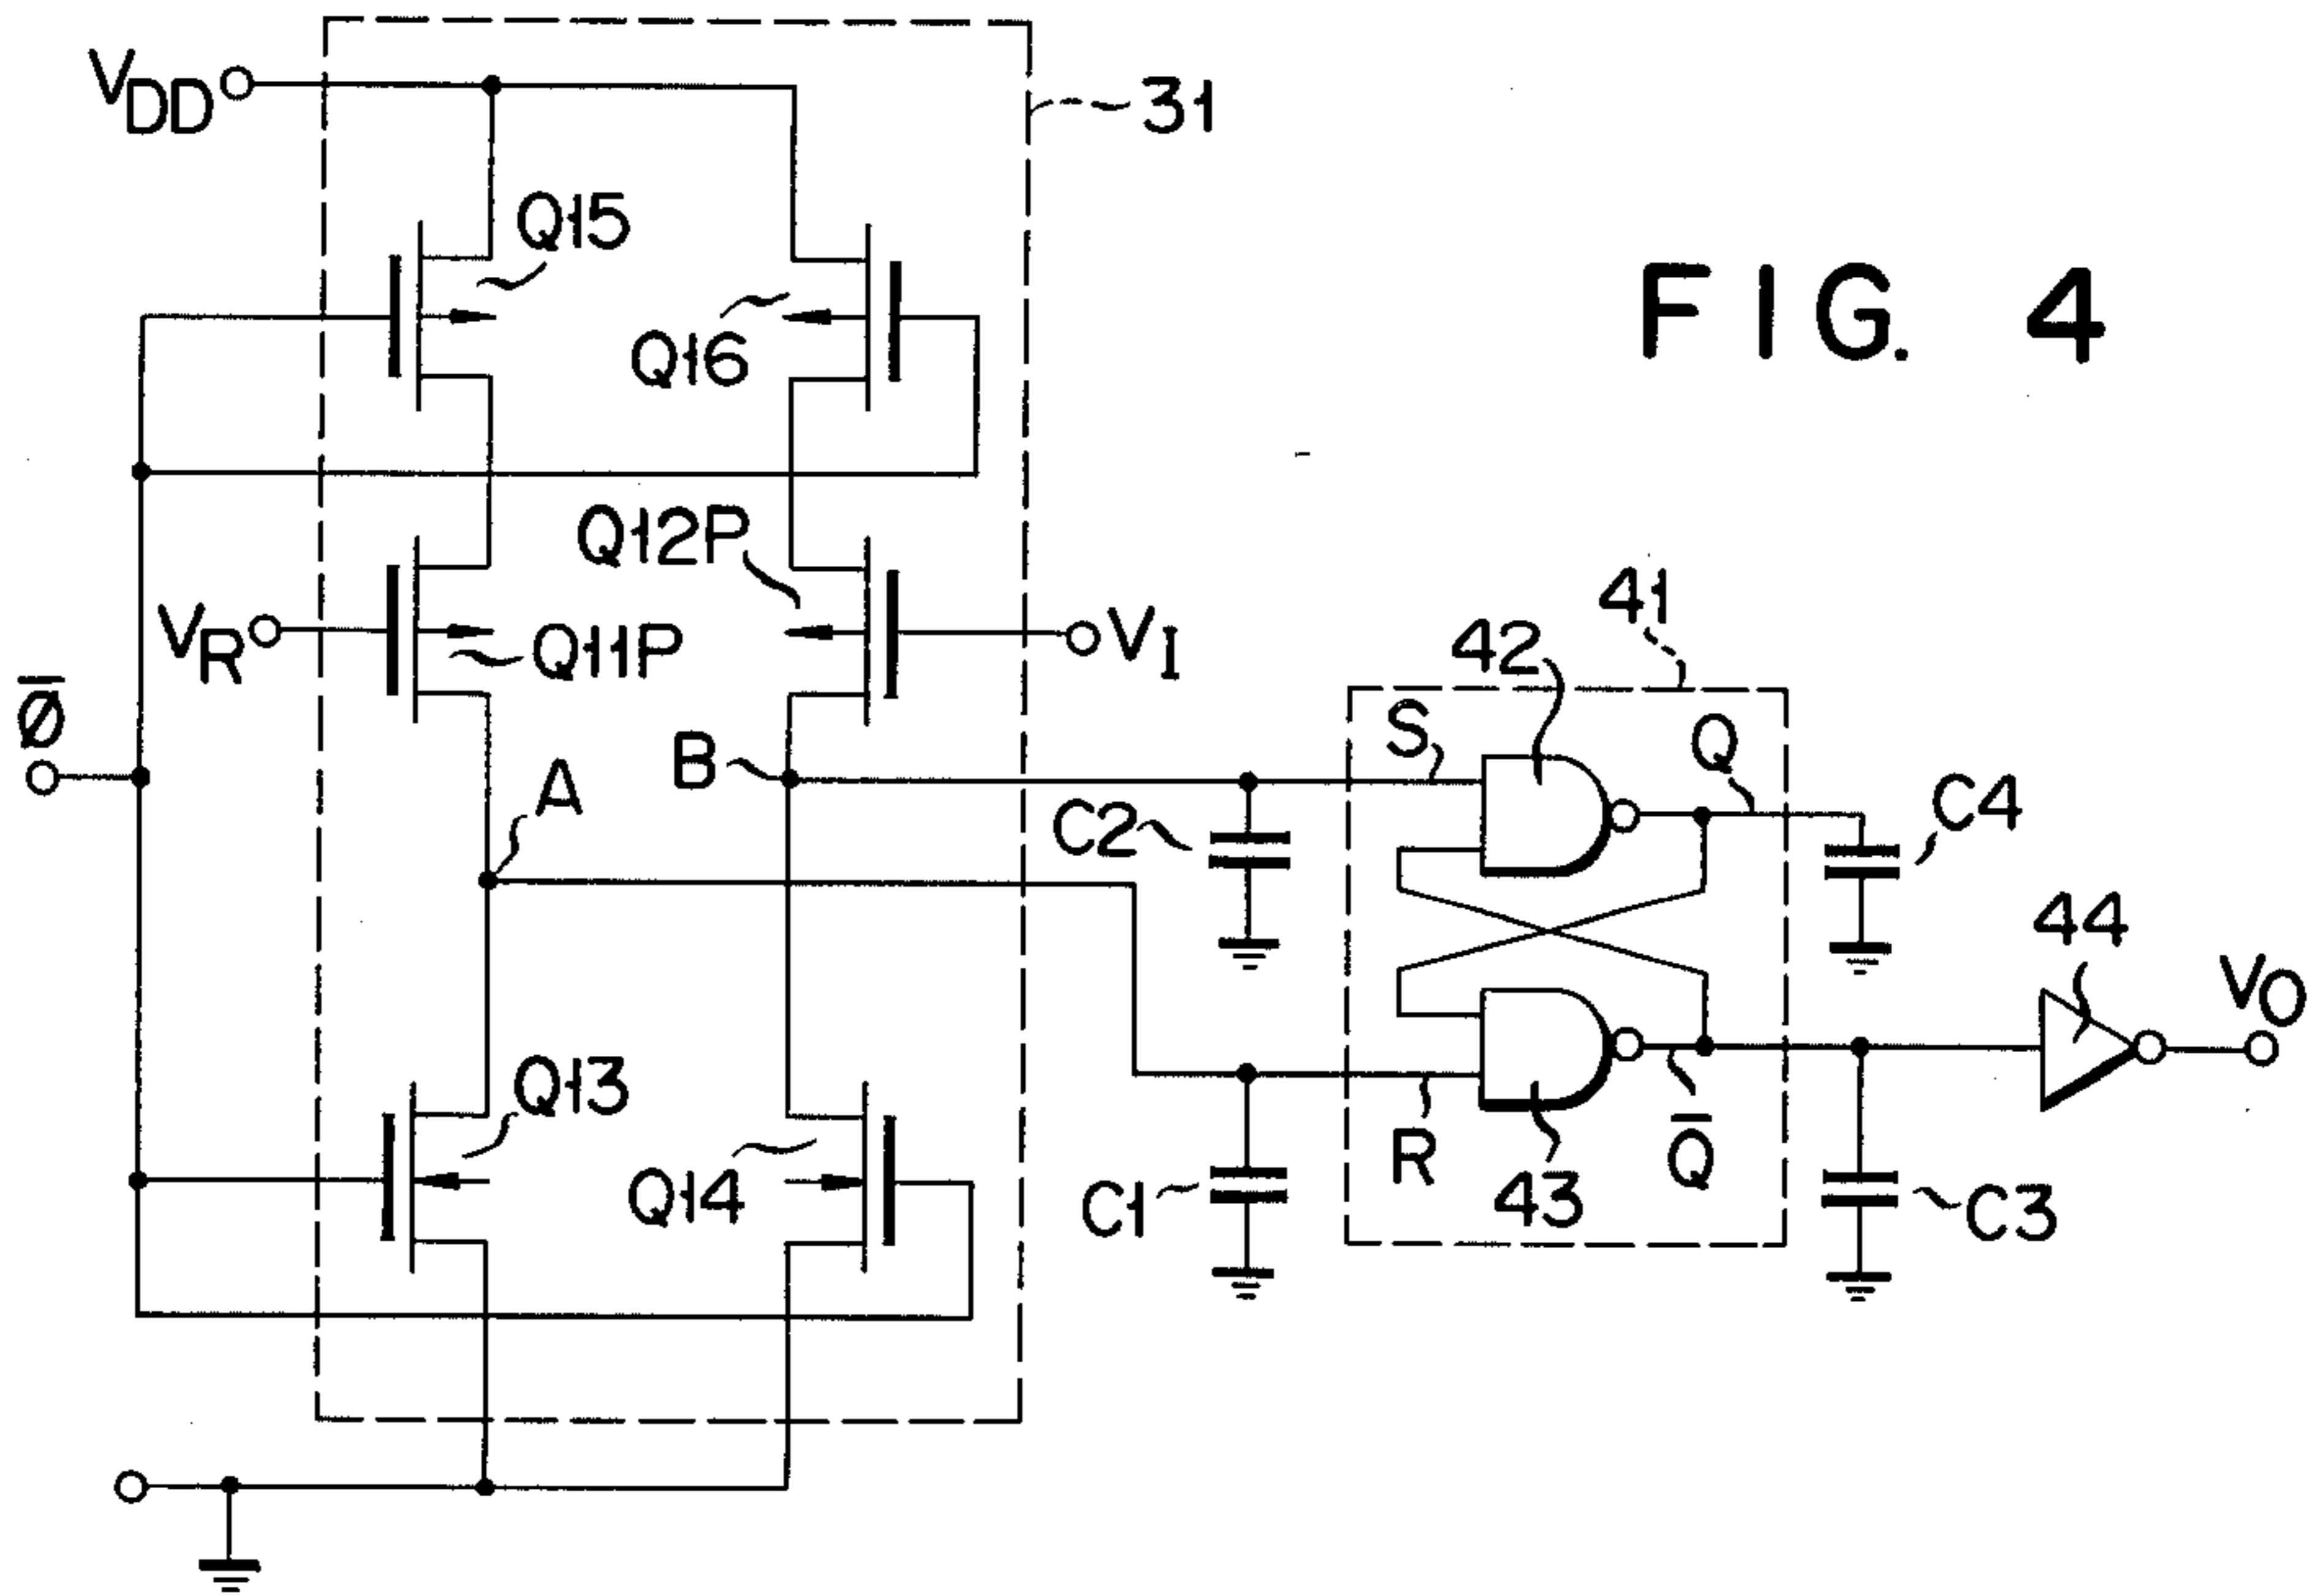 VDD
31
Q15
Q16
FIG. 4
Q12P
VR
Q11P
VI
41
42
Φ̅
S
Q
B
A
C2
C4
44
VO
Q13
Q14
R
Q̅
C1
43
C3